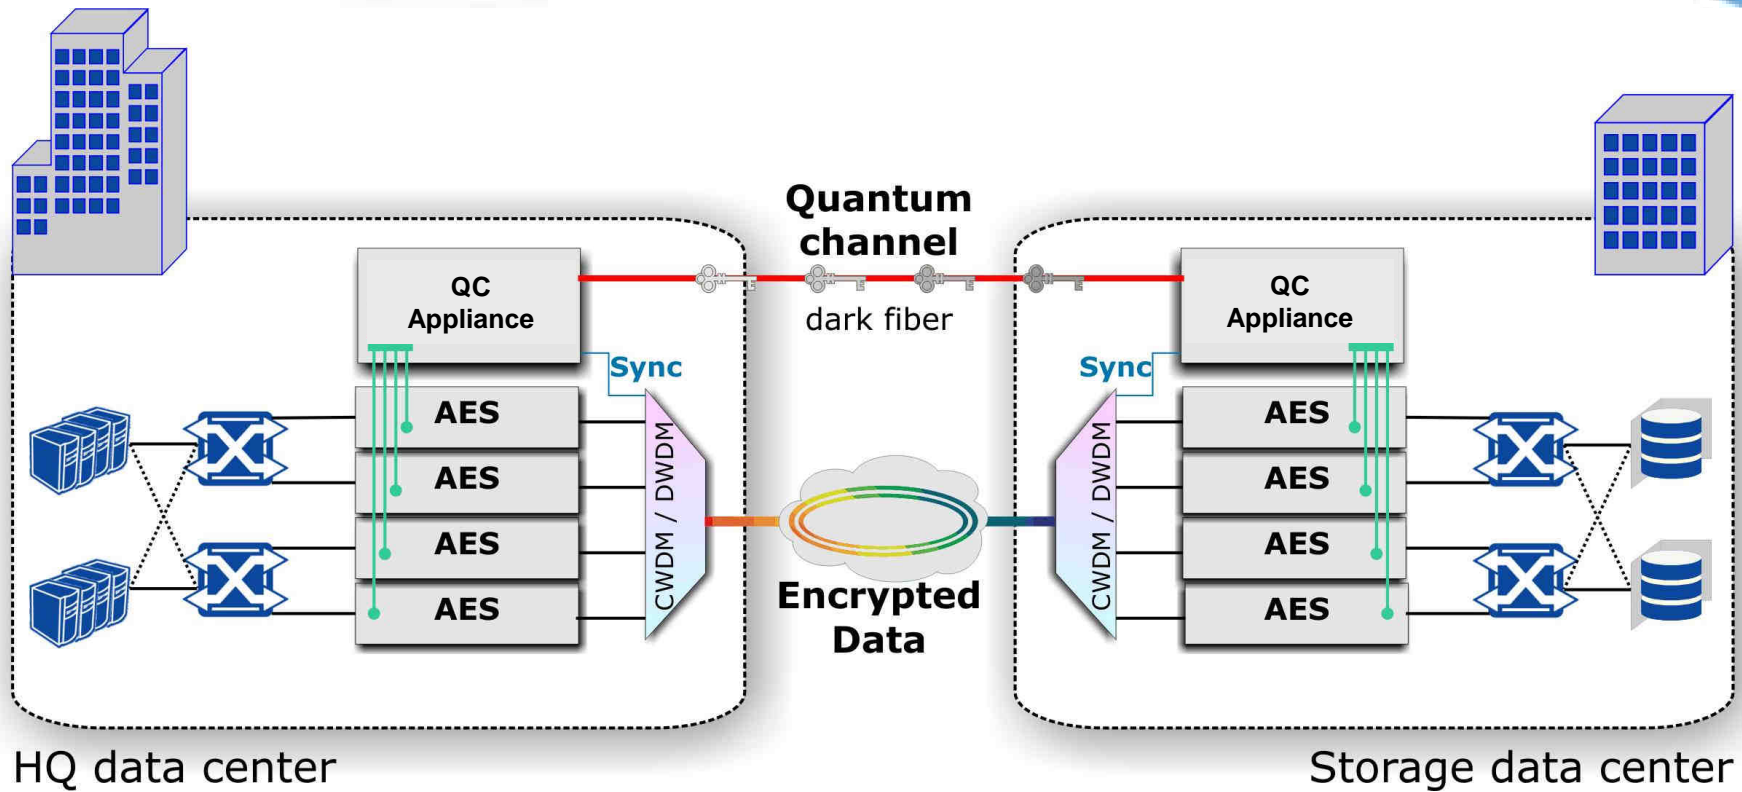 Quantum
channel
QC
Appliance
QC
Appliance
dark fiber
Sync
Sync
AES
AES
AES
AES
CWDM / DWDM
CWDM / DWDM
AES
AES
AES
AES
Encrypted
Data
HQ data center
Storage data center